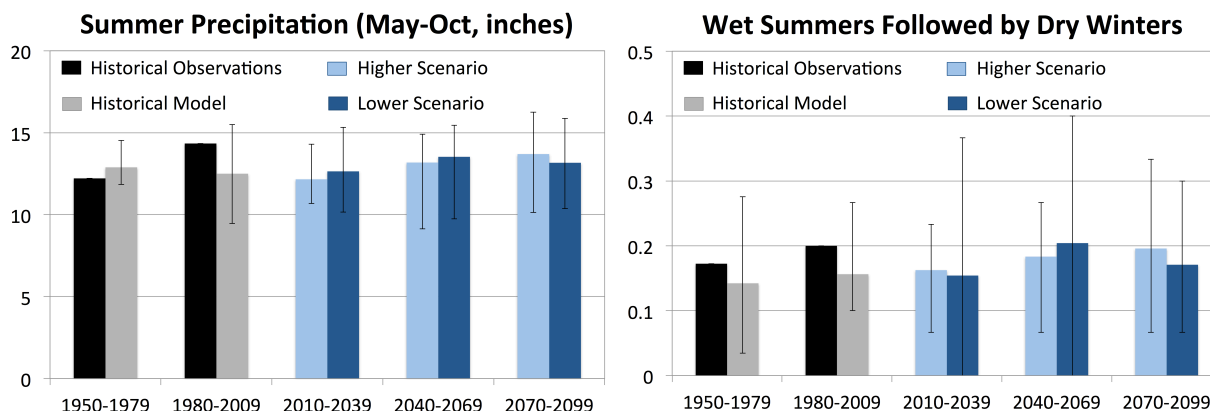 Summer Precipitation (May-Oct, inches)
20
15
10
5
0
Historical Observations
Higher Scenario
Historical Model
Lower Scenario
1950-1979 1980-2009 2010-2039 2040-2069 2070-2099
Wet Summers Followed by Dry Winters
0.5
0.4
0.3
0.2
0.1
0
Historical Observations
Higher Scenario
Historical Model
Lower Scenario
1950-1979 1980-2009 2010-2039 2040-2069 2070-2099